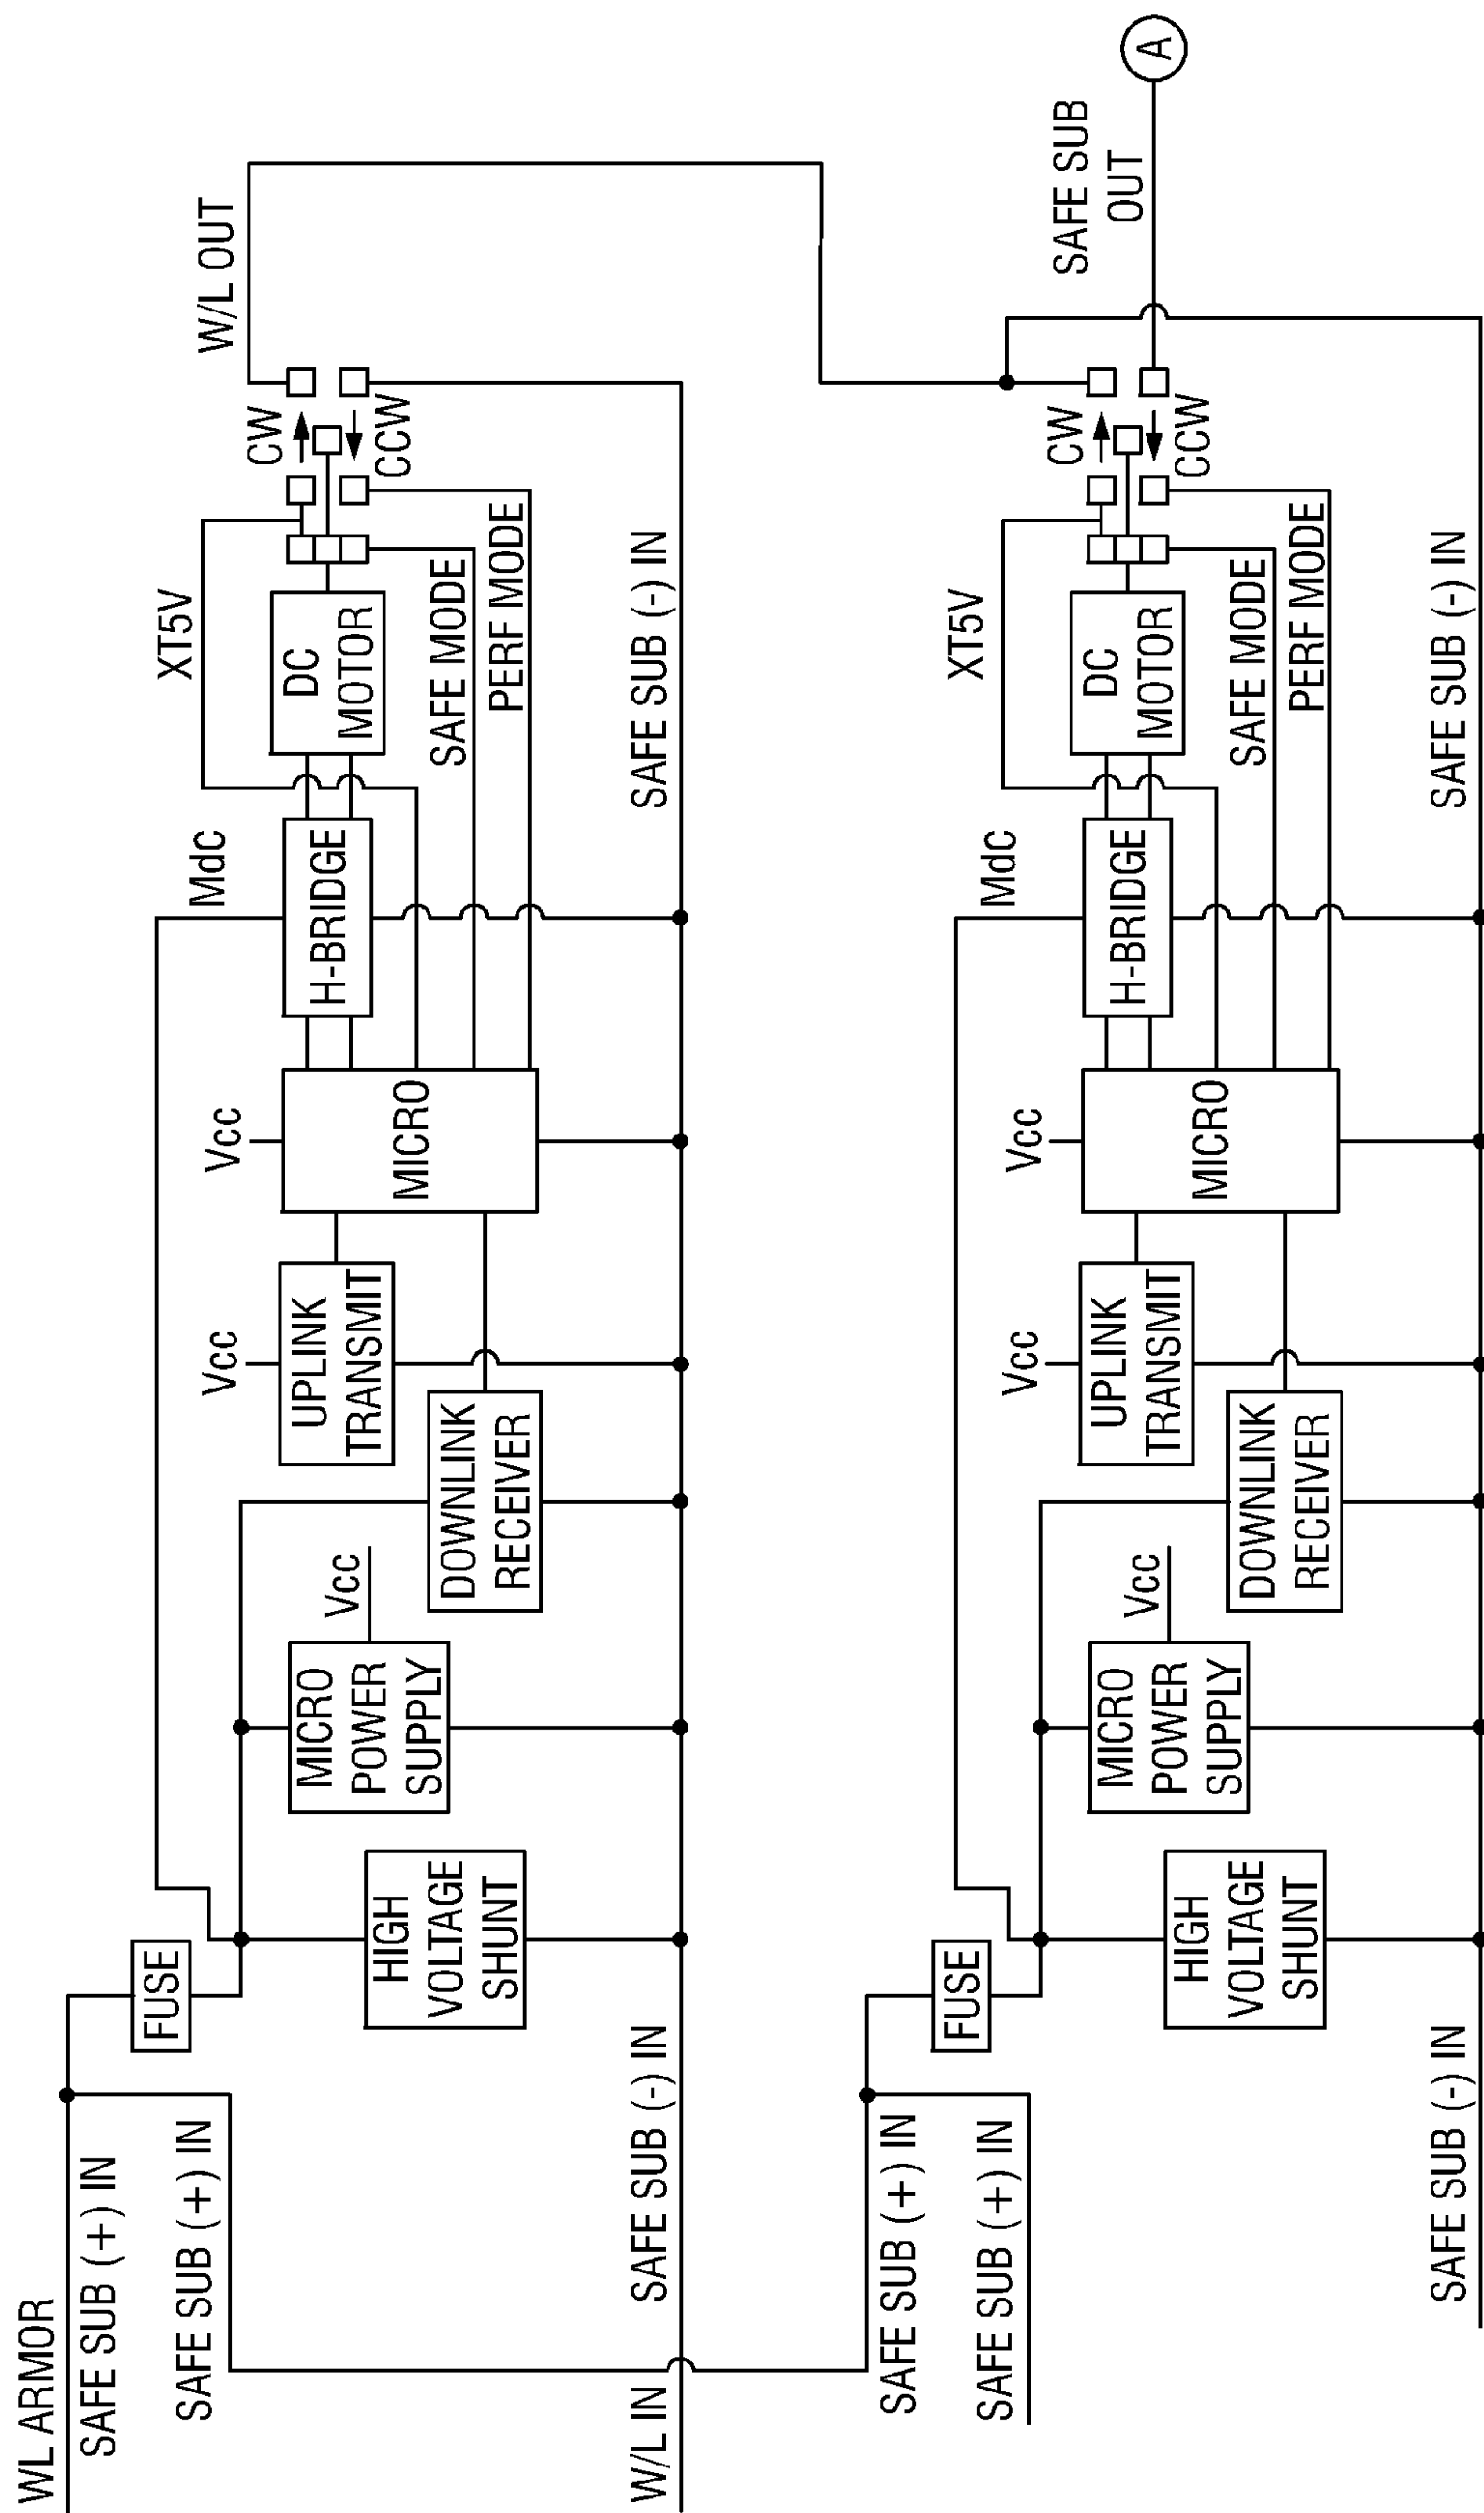 WL ARMOR
SAFE SUB (+) IN
SAFE SUB (+) IN
FUSE
HIGH
VOLTAGE
SHUNT
MICRO
POWER
SUPPLY
Vcc
DOWNLINK
RECEIVER
Vcc
UPLINK
TRANSMIT
Vcc
MICRO
Mdc
H-BRIDGE
XT5V
DC
MOTOR
SAFE MODE
PERF MODE
CW
CCW
W/L OUT
W/L IN
SAFE SUB (-) IN
SAFE SUB (-) IN
SAFE SUB (+) IN
SAFE SUB (+) IN
FUSE
HIGH
VOLTAGE
SHUNT
MICRO
POWER
SUPPLY
Vcc
DOWNLINK
RECEIVER
Vcc
UPLINK
TRANSMIT
Vcc
MICRO
Mdc
H-BRIDGE
XT5V
DC
MOTOR
SAFE MODE
PERF MODE
CW
CCW
SAFE SUB
OUT
A
SAFE SUB (-) IN
SAFE SUB (-) IN